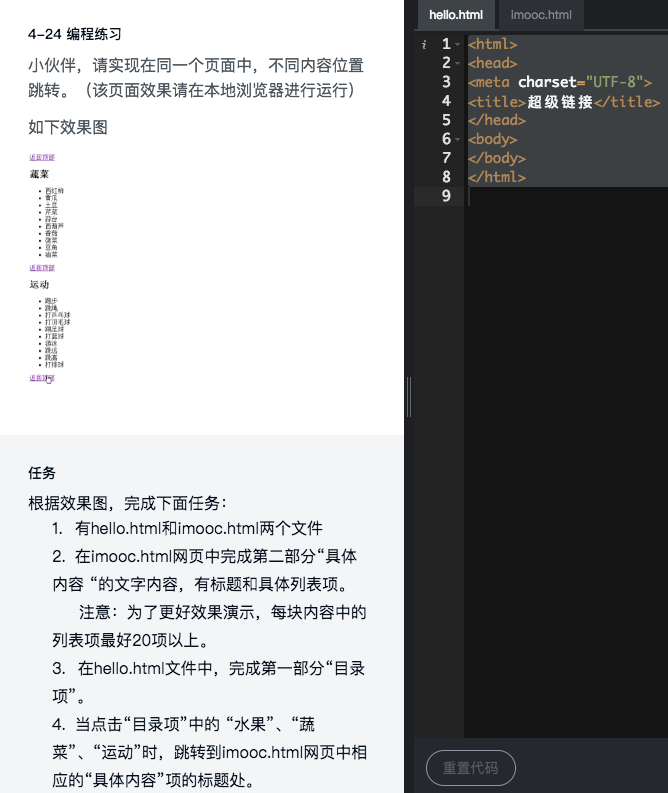 4-24 编程练习
小伙伴，请实现在同一个页面中，不同内容位置
跳转。（该页面效果请在本地浏览器进行运行）
如下效果图
返回顶部
蔬菜
西红柿
黄瓜
土豆
芹菜
蒜台
西葫芦
香菇
菠菜
豆角
油菜
返回顶部
运动
跑步
跳绳
打乒乓球
打羽毛球
踢足球
打篮球
游泳
跳远
跳高
打排球
任务
根据效果图，完成下面任务：
1. 有hello.html和imooc.html两个文件
2. 在imooc.html网页中完成第二部分“具体
内容 “的文字内容，有标题和具体列表项。
注意：为了更好效果演示，每块内容中的
列表项最好20项以上。
3. 在hello.html文件中，完成第一部分“目录
项”。
4. 当点击“目录项”中的 “水果”、“蔬
菜”、“运动”时，跳转到imooc.html网页中相
应的“具体内容”项的标题处。
hello.html imooc.html
i 1 <html>
2 <head>
3 <meta charset="UTF-8">
4 <title>超级链接</title>
5 </head>
6 <body>
7 </body>
8 </html>
9
重置代码